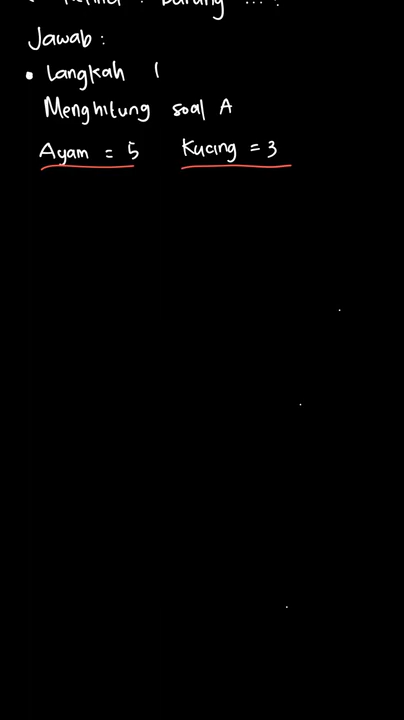 Jawab :
• Langkah 1
Menghitung soal A
Ayam = 5 Kucing = 3